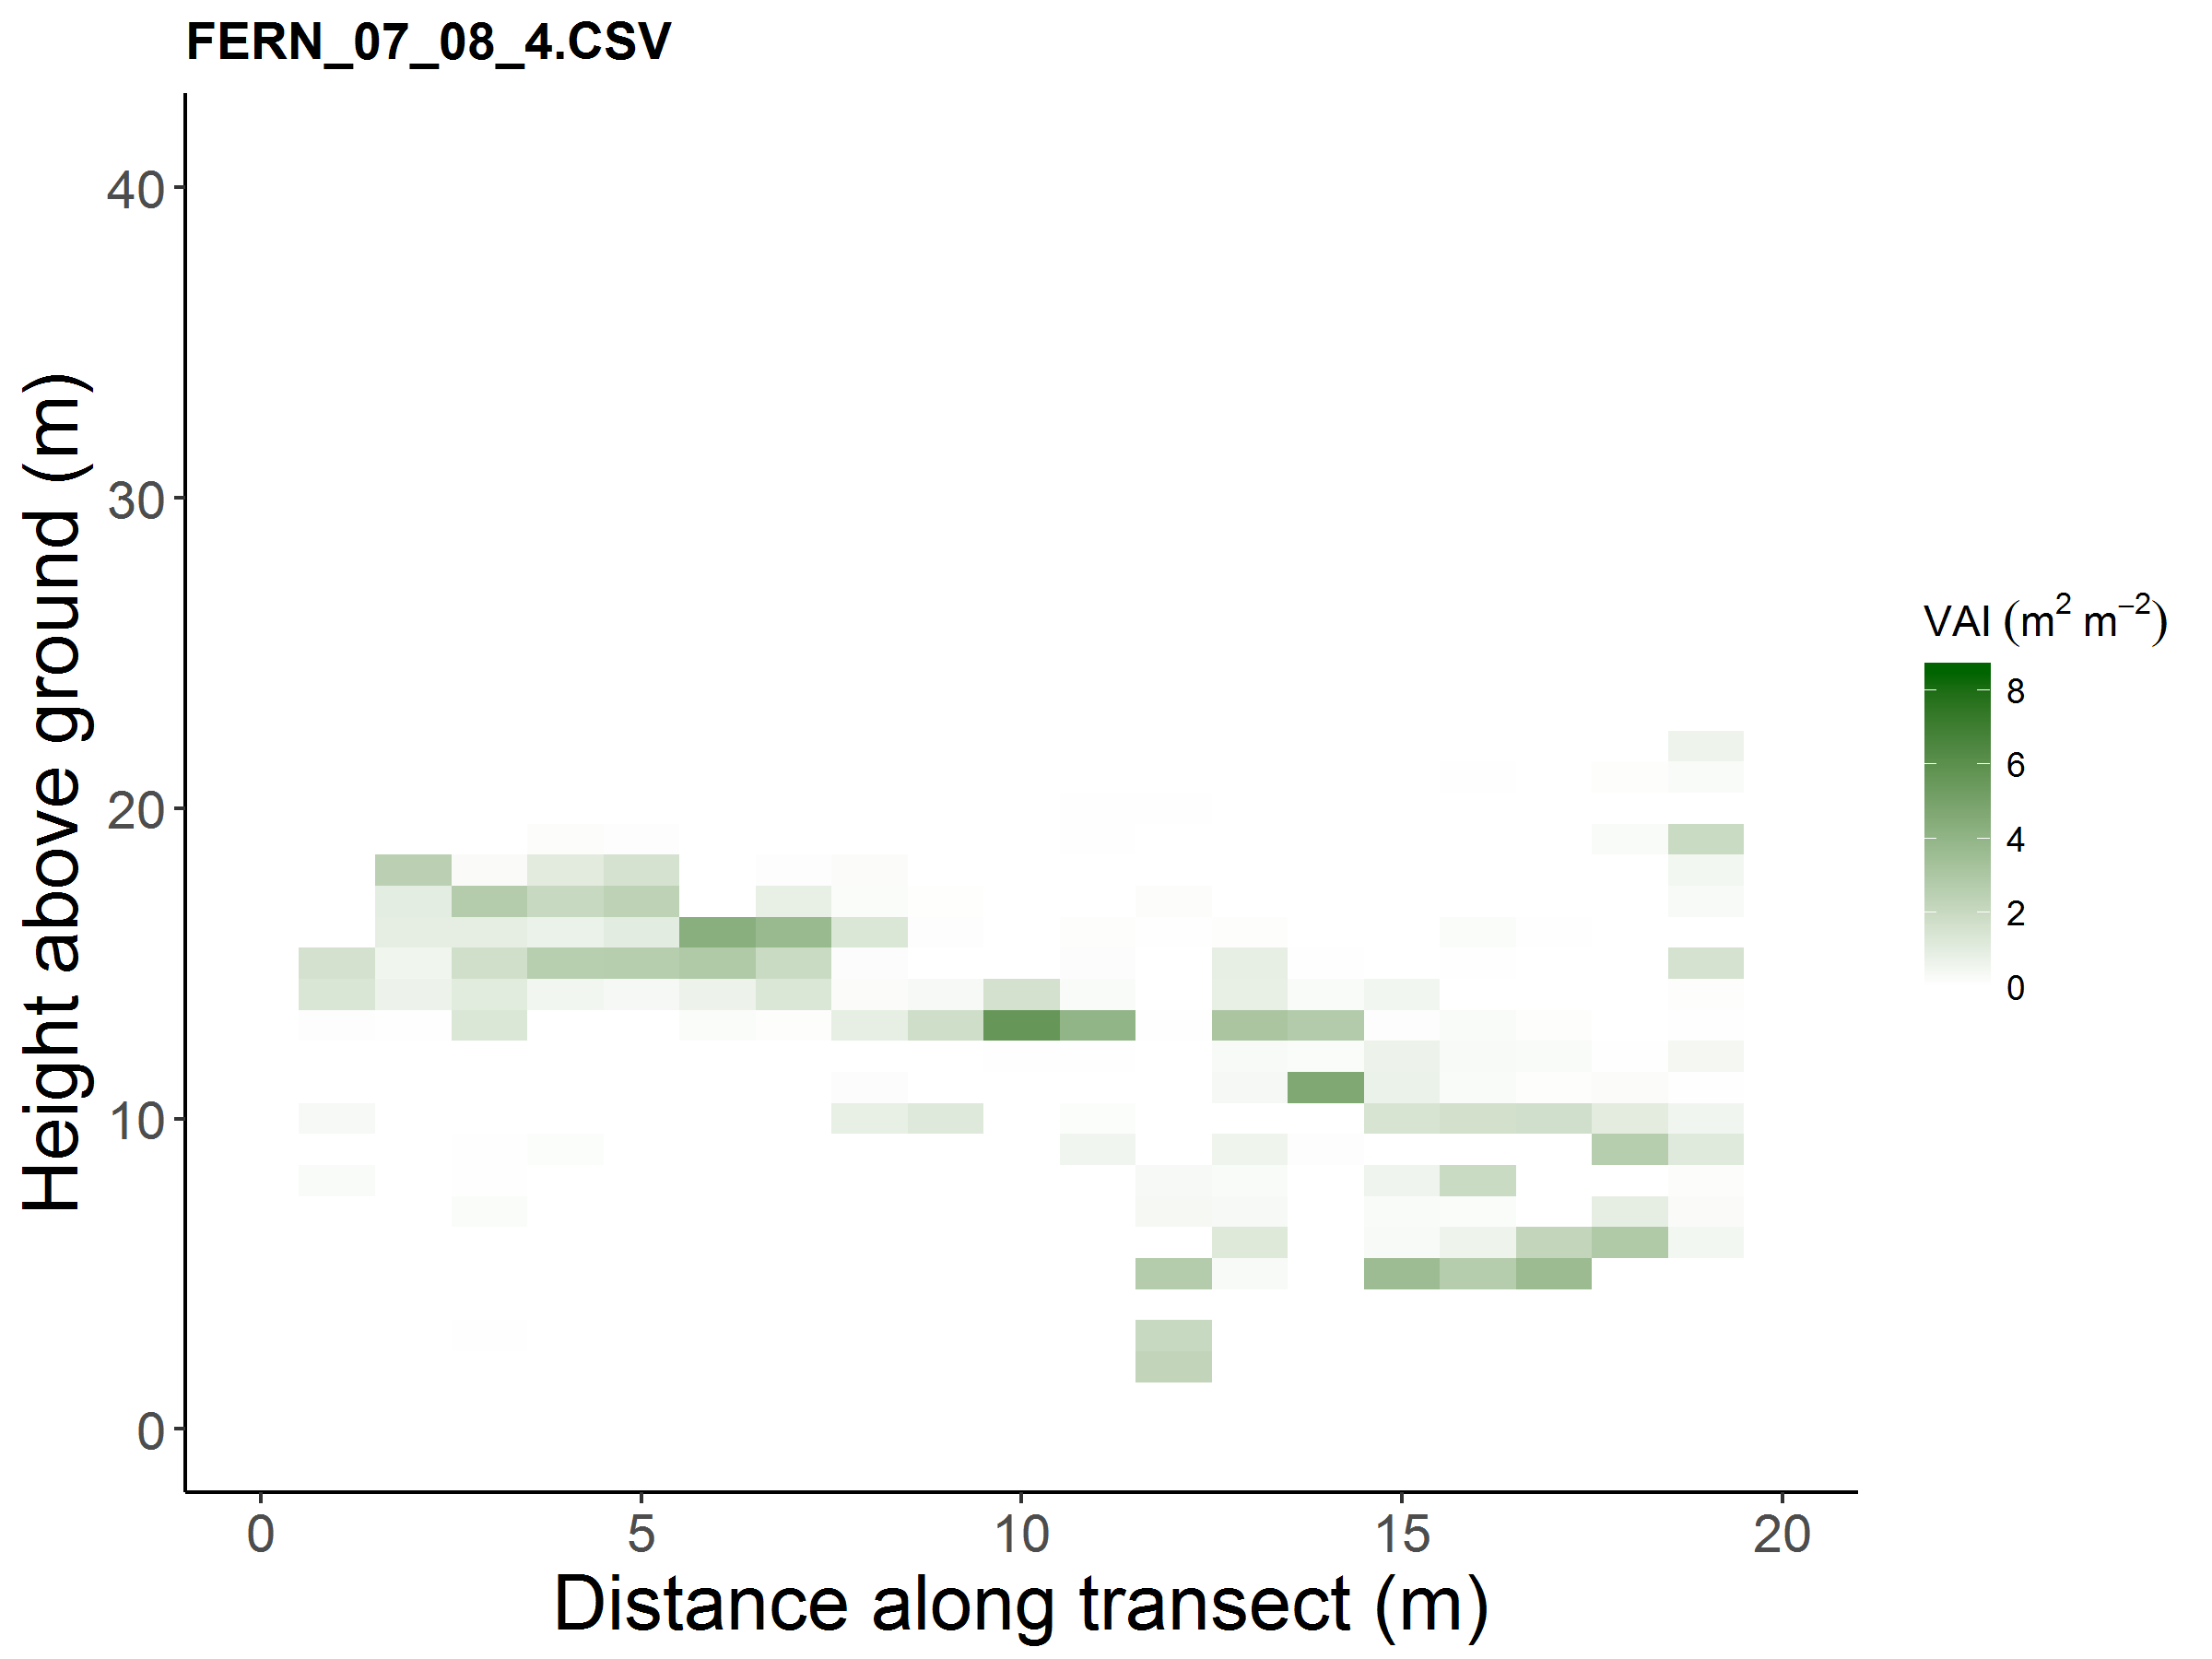 FERN_07_08_4.CSV
Height above ground (m)
40
30
20
10
0
0 5 10 15 20
Distance along transect (m)
VAI (m² m⁻²)
8
6
4
2
0